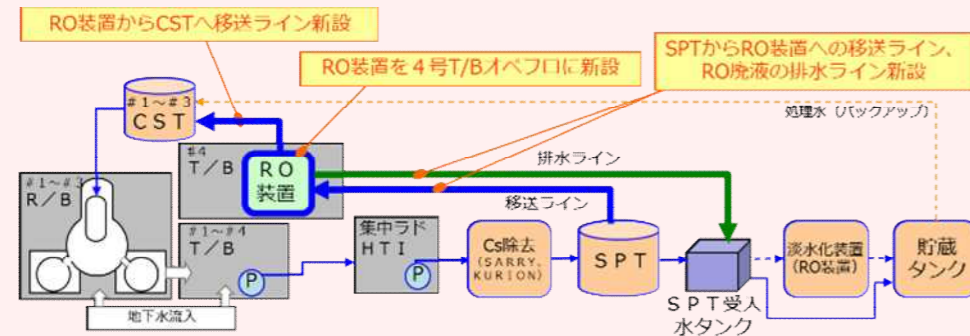 RO装置からCSTへ移送ライン新設
RO装置を4号T/Bオペフロに新設
SPTからRO装置への移送ライン、
RO廃液の排水ライン新設
#1～#3
CST
処理水（バックアップ）
#4
T/B
RO
装置
排水ライン
移送ライン
#1～#3
R/B
#1～#4
T/B
P
集中ラド
HTI
P
Cs除去
(SARRY、
KURION)
SPT
SPT受入
水タンク
淡水化装置
(RO装置)
貯蔵
タンク
地下水流入